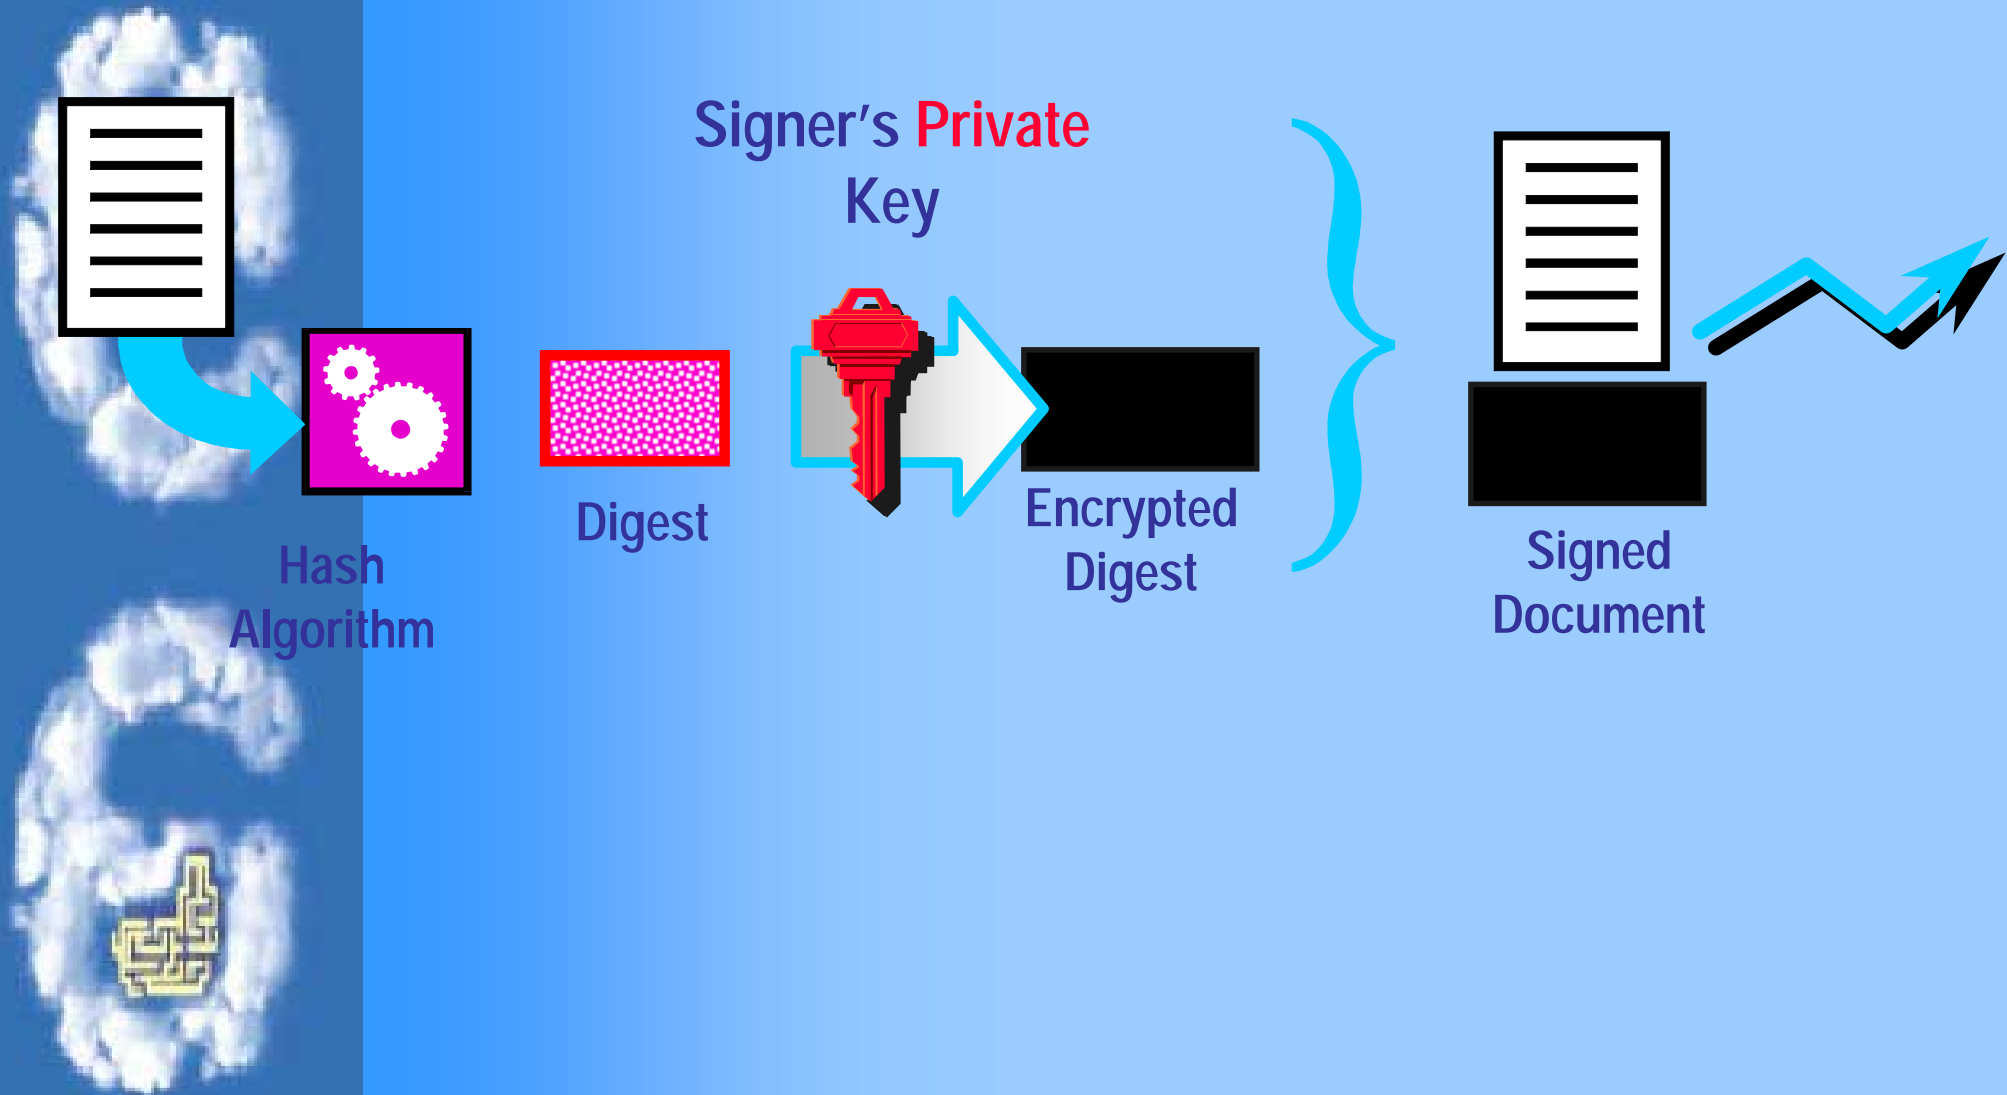 Signer's Private
Key
Hash
Algorithm
Digest
Encrypted
Digest
Signed
Document